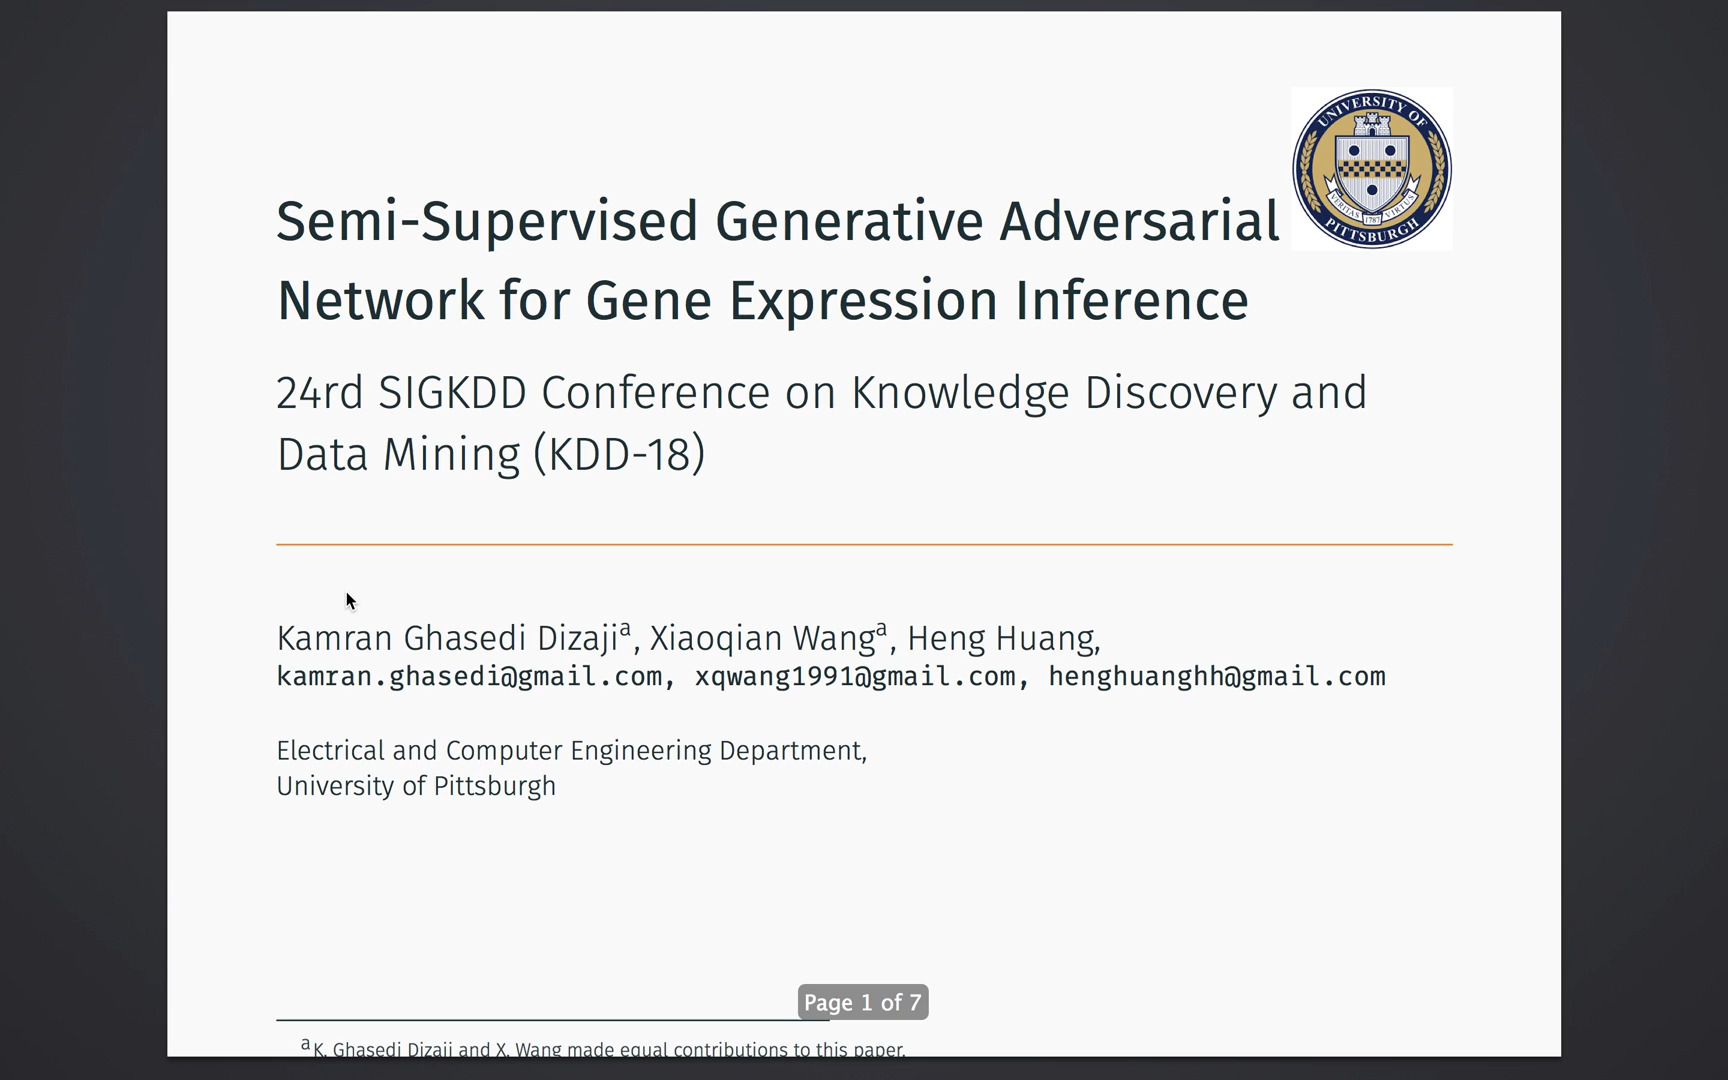 UNIVERSITY OF
VERITAS 1787 VIRTUS
PITTSBURGH
Semi-Supervised Generative Adversarial
Network for Gene Expression Inference
24rd SIGKDD Conference on Knowledge Discovery and
Data Mining (KDD-18)
Kamran Ghasedi Dizajiᵃ, Xiaoqian Wangᵃ, Heng Huang,
kamran.ghasedi@gmail.com, xqwang1991@gmail.com, henghuanghh@gmail.com
Electrical and Computer Engineering Department,
University of Pittsburgh
Page 1 of 7
ᵃK. Ghasedi Dizaji and X. Wang made equal contributions to this paper.